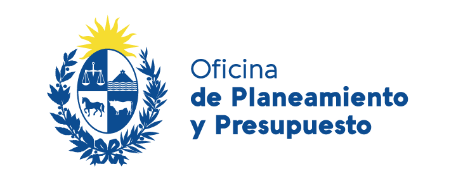 Oficina
de Planeamiento
y Presupuesto